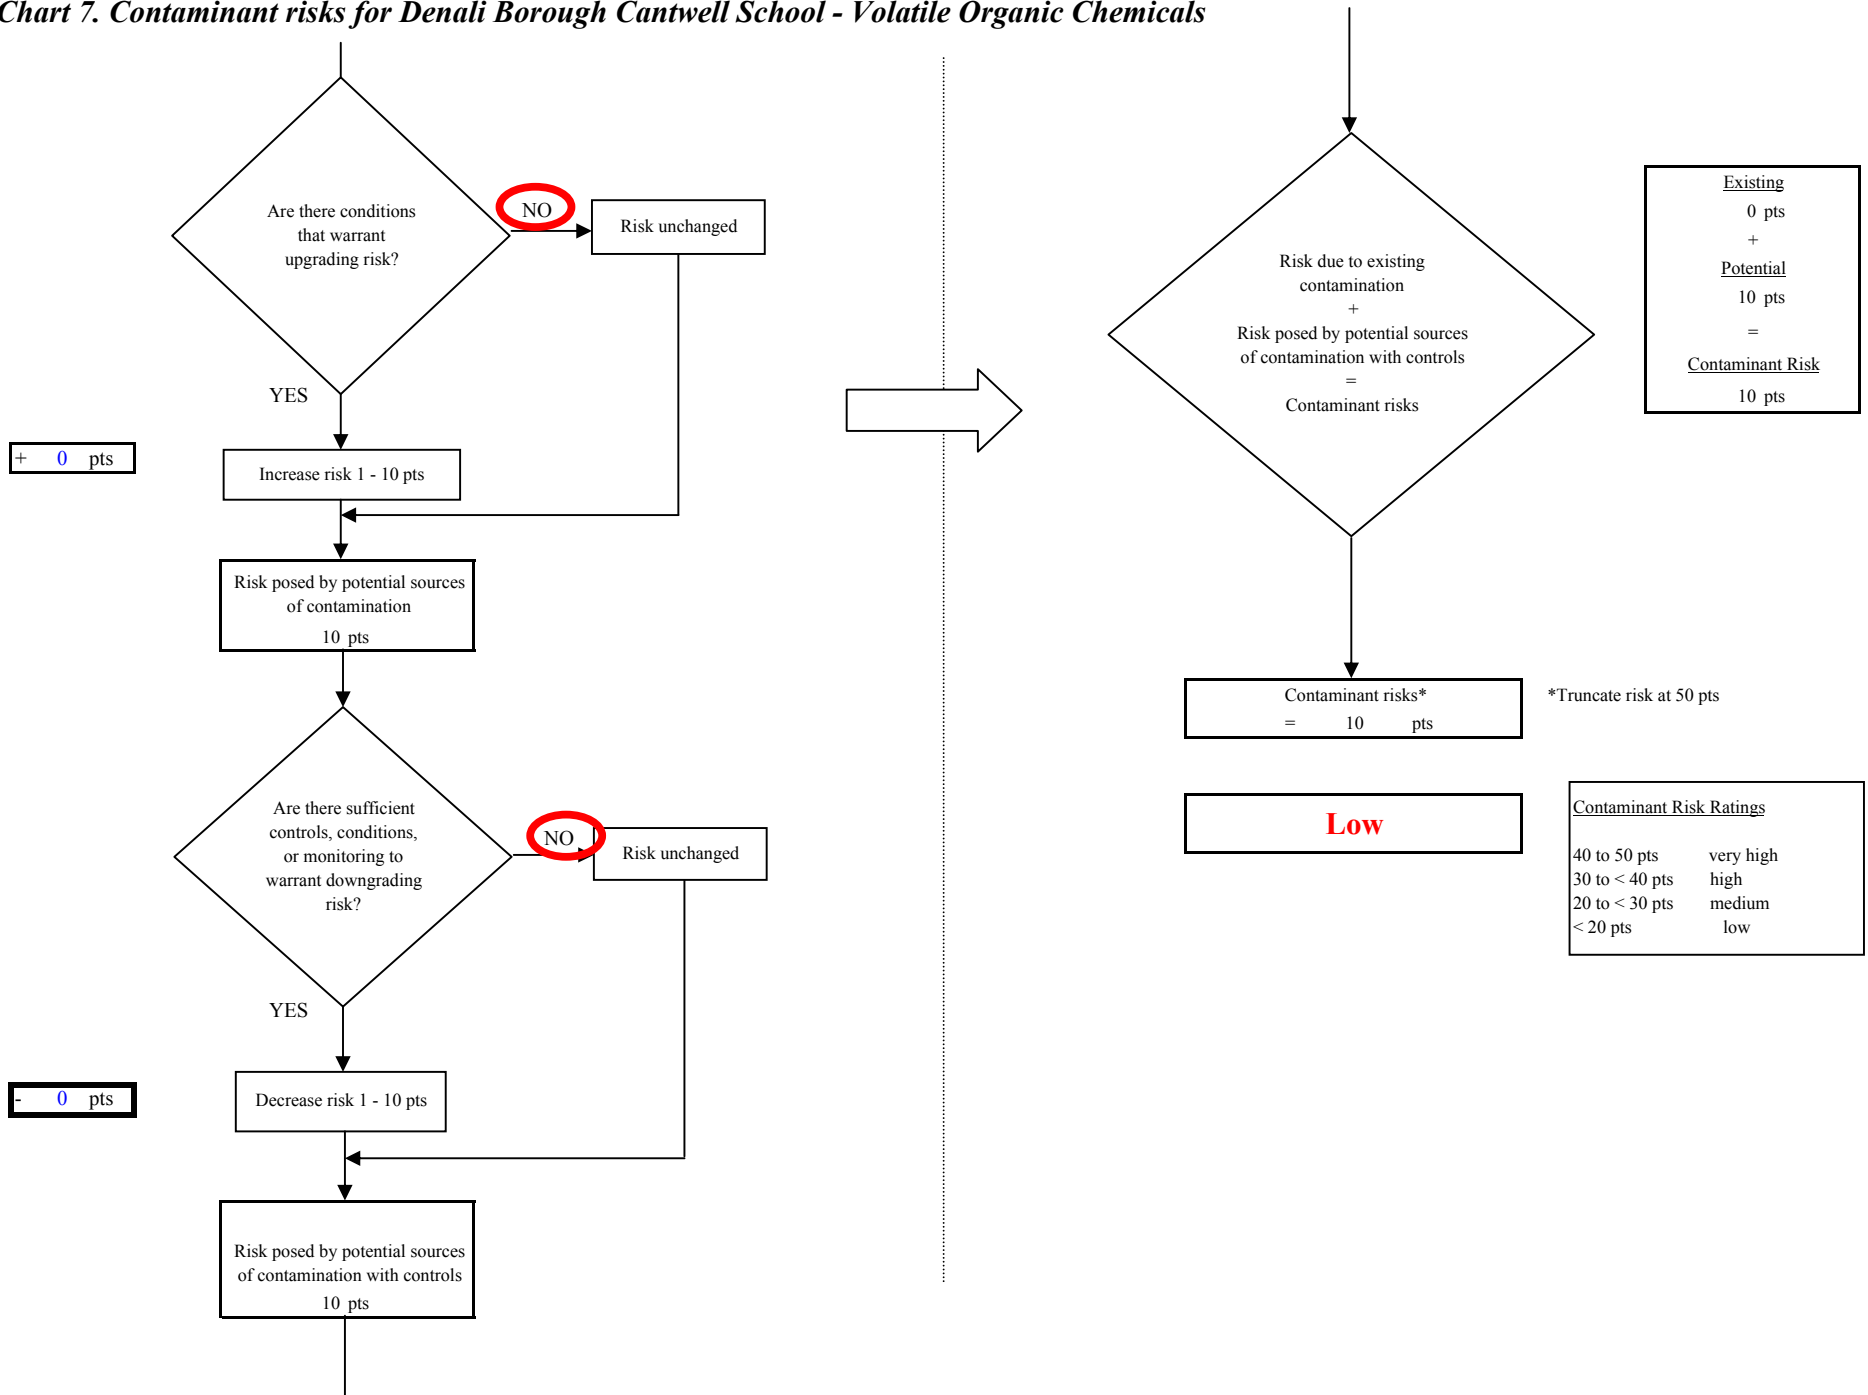 Chart 7. Contaminant risks for Denali Borough Cantwell School - Volatile Organic Chemicals
Are there conditions
that warrant
upgrading risk?
NO
Risk unchanged
YES
+ 0 pts
Increase risk 1 - 10 pts
Risk posed by potential sources
of contamination
10 pts
Are there sufficient
controls, conditions,
or monitoring to
warrant downgrading
risk?
NO
Risk unchanged
YES
- 0 pts
Decrease risk 1 - 10 pts
Risk posed by potential sources
of contamination with controls
10 pts
Risk due to existing
contamination
+
Risk posed by potential sources
of contamination with controls
=
Contaminant risks
Existing
0 pts
+
Potential
10 pts
=
Contaminant Risk
10 pts
Contaminant risks*
= 10 pts
*Truncate risk at 50 pts
Low
Contaminant Risk Ratings
40 to 50 pts very high
30 to < 40 pts high
20 to < 30 pts medium
< 20 pts low